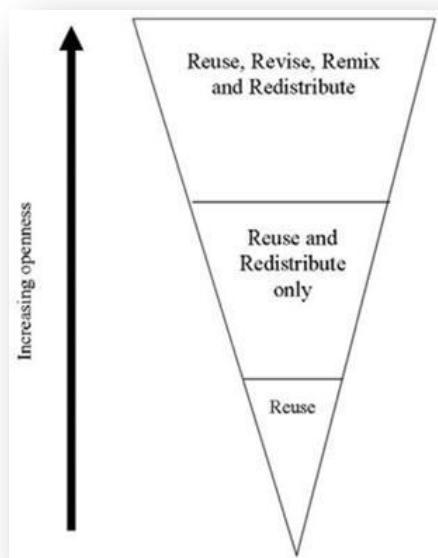 Increasing openness
Reuse, Revise, Remix
and Redistribute
Reuse and
Redistribute
only
Reuse